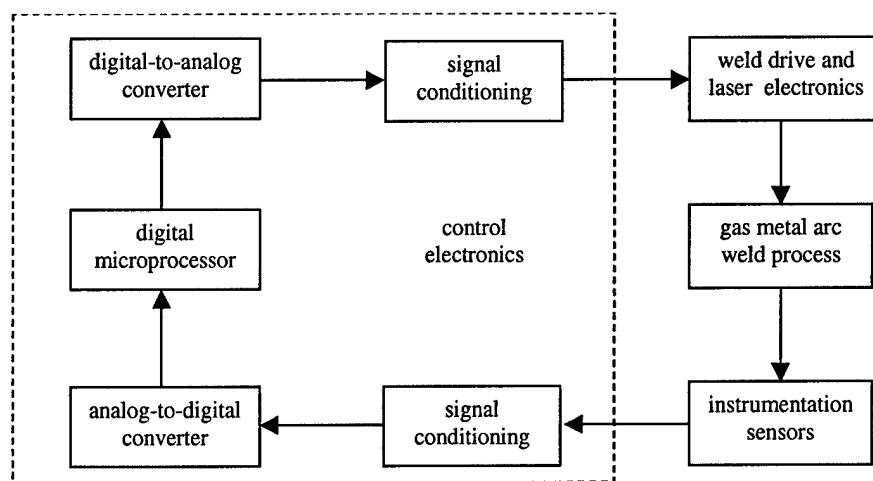 digital-to-analog
converter
signal
conditioning
weld drive and
laser electronics
digital
microprocessor
control
electronics
gas metal arc
weld process
analog-to-digital
converter
signal
conditioning
instrumentation
sensors